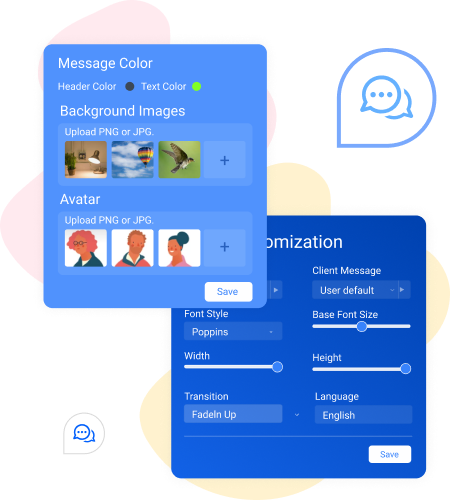 Message Color
Header Color Text Color
Background Images
Upload PNG or JPG.
Avatar
Upload PNG or JPG.
Save
omization
Client Message
User default
Font Style
Base Font Size
Poppins
Width
Height
Transition
Language
FadeIn Up
English
Save